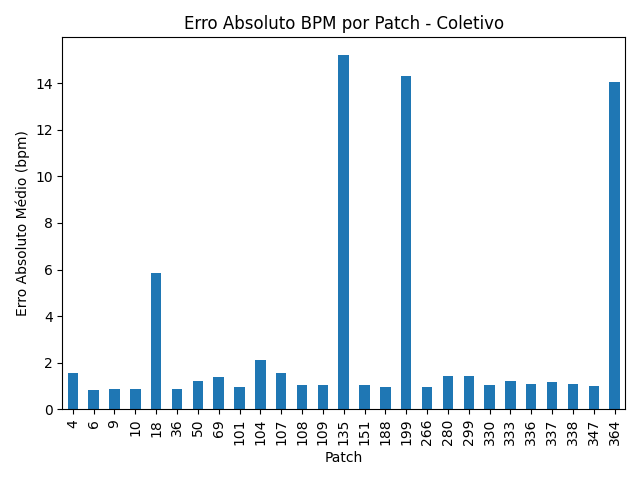 Erro Absoluto BPM por Patch - Coletivo
Erro Absoluto Médio (bpm)
14
12
10
8
6
4
2
0
4 6 9 10 18 36 50 69 101 104 107 108 109 135 151 188 199 266 280 299 330 333 336 337 338 347 364
Patch